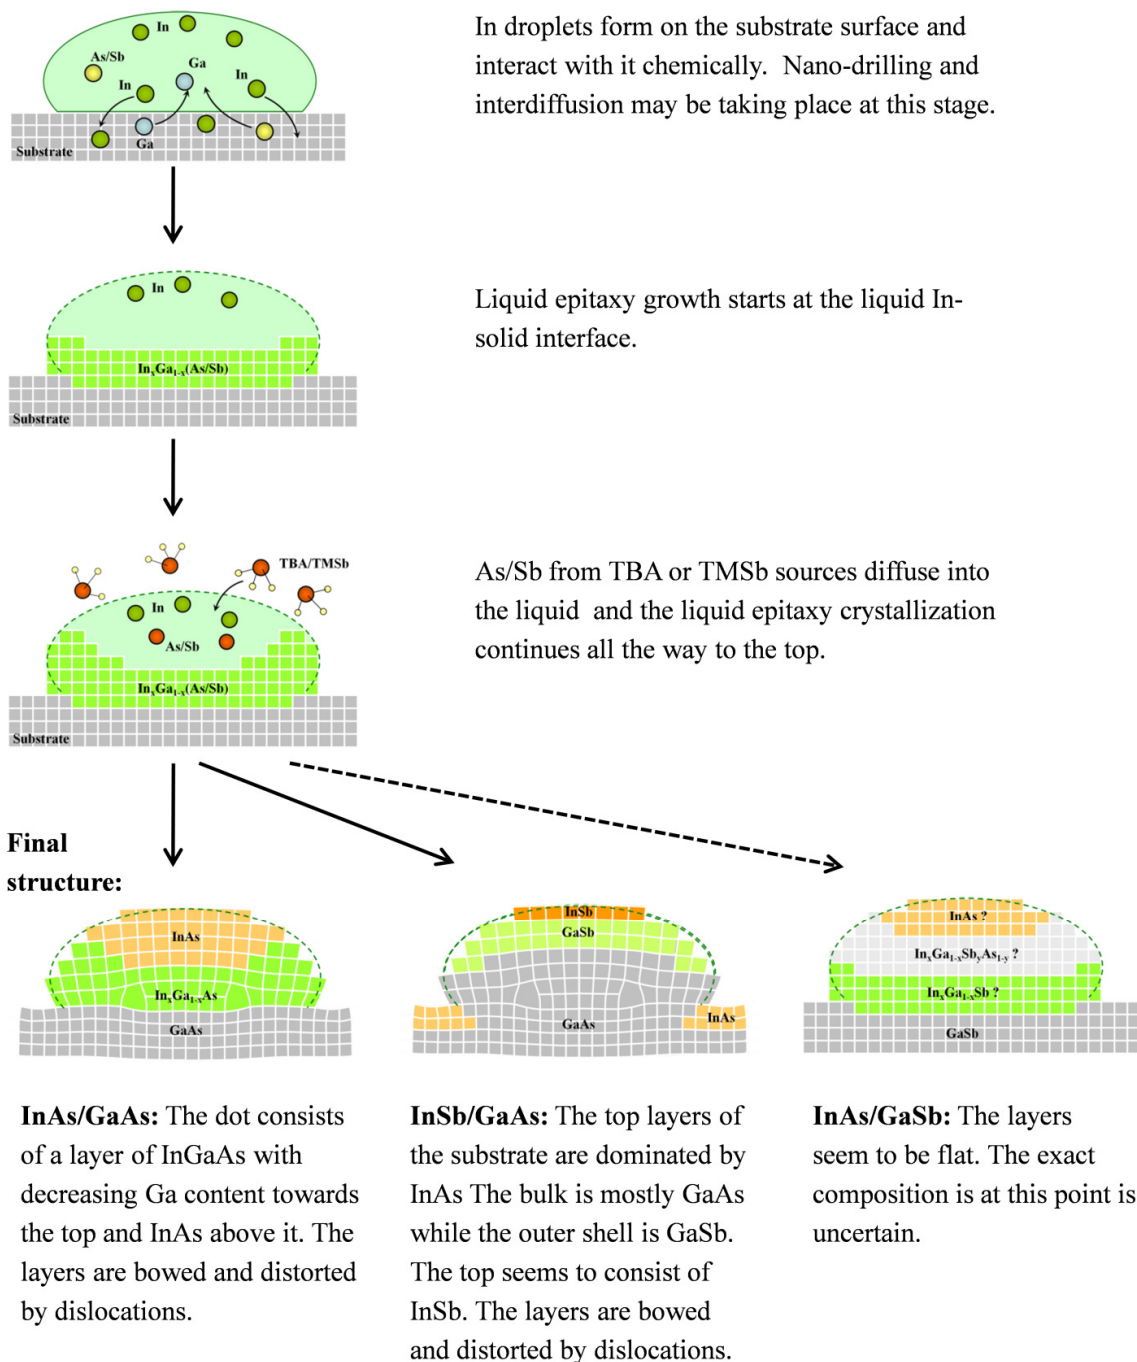 In
As/Sb
Ga
In
In
Ga
Substrate
In droplets form on the substrate surface and
interact with it chemically.  Nano-drilling and
interdiffusion may be taking place at this stage.
In
InₓGa₁₋ₓ(As/Sb)
Substrate
Liquid epitaxy growth starts at the liquid In-
solid interface.
TBA/TMSb
In
As/Sb
InₓGa₁₋ₓ(As/Sb)
Substrate
As/Sb from TBA or TMSb sources diffuse into
the liquid  and the liquid epitaxy crystallization
continues all the way to the top.
Final
structure:
InAs
InₓGa₁₋ₓAs
GaAs
InSb
GaSb
GaAs
InAs
InAs ?
InₓGa₁₋ₓSbᵧAs₁₋ᵧ ?
InₓGa₁₋ₓSb ?
GaSb
InAs/GaAs: The dot consists
of a layer of InGaAs with
decreasing Ga content towards
the top and InAs above it. The
layers are bowed and distorted
by dislocations.
InSb/GaAs: The top layers of
the substrate are dominated by
InAs The bulk is mostly GaAs
while the outer shell is GaSb.
The top seems to consist of
InSb. The layers are bowed
and distorted by dislocations.
InAs/GaSb: The layers
seem to be flat. The exact
composition is at this point is
uncertain.